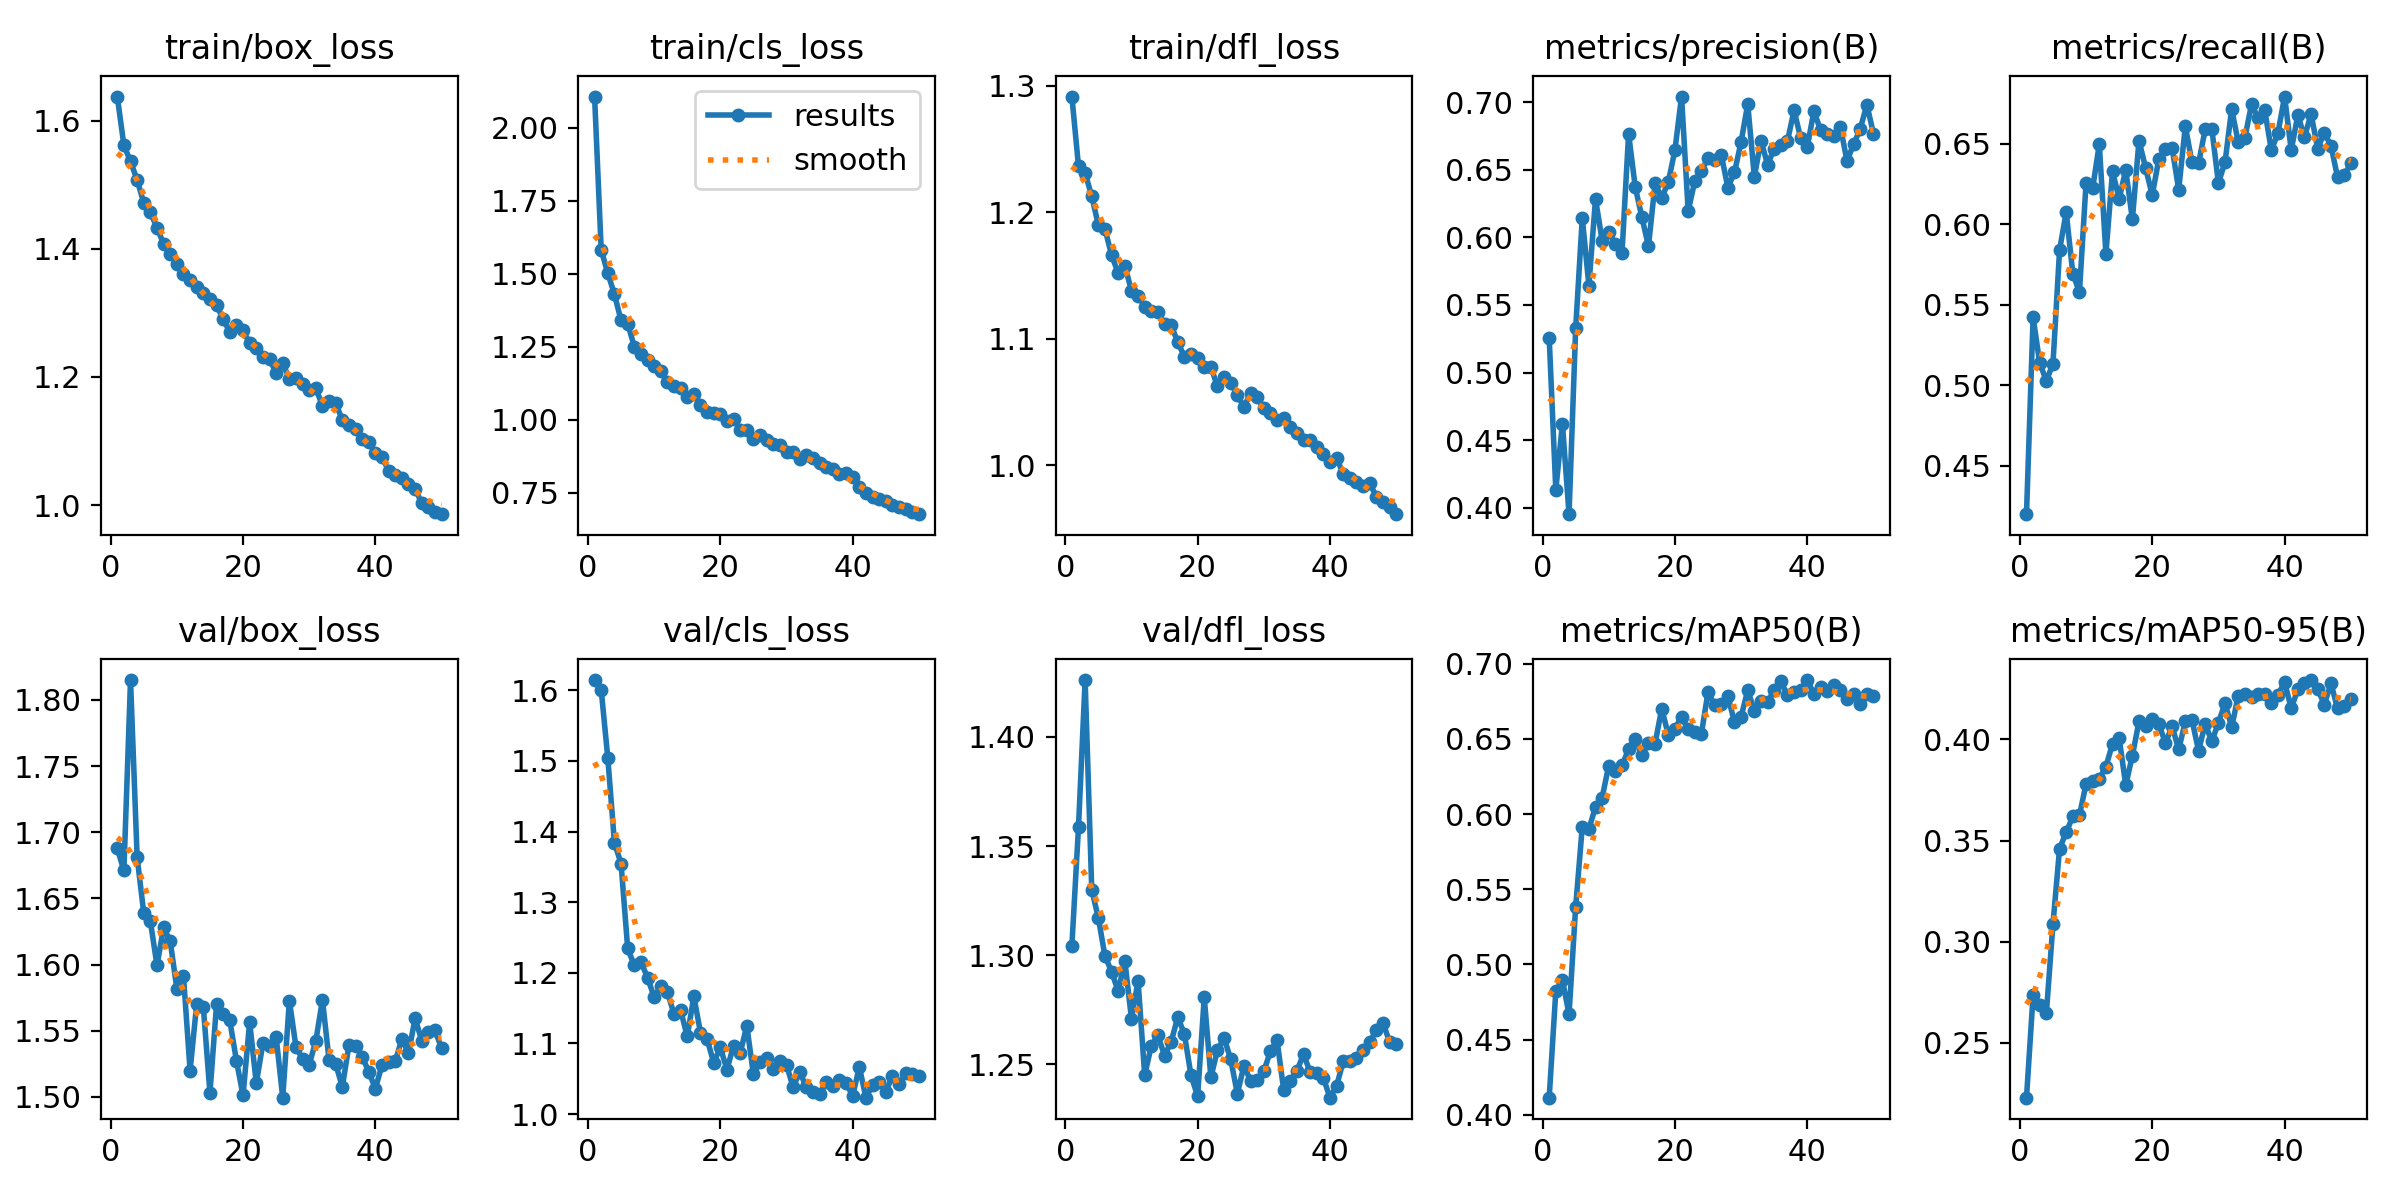 train/box_loss
1.6
1.4
1.2
1.0
0 20 40
train/cls_loss
results
smooth
2.00
1.75
1.50
1.25
1.00
0.75
0 20 40
train/dfl_loss
1.3
1.2
1.1
1.0
0 20 40
metrics/precision(B)
0.70
0.65
0.60
0.55
0.50
0.45
0.40
0 20 40
metrics/recall(B)
0.65
0.60
0.55
0.50
0.45
0 20 40
val/box_loss
1.80
1.75
1.70
1.65
1.60
1.55
1.50
0 20 40
val/cls_loss
1.6
1.5
1.4
1.3
1.2
1.1
1.0
0 20 40
val/dfl_loss
1.40
1.35
1.30
1.25
0 20 40
metrics/mAP50(B)
0.70
0.65
0.60
0.55
0.50
0.45
0.40
0 20 40
metrics/mAP50-95(B)
0.40
0.35
0.30
0.25
0 20 40